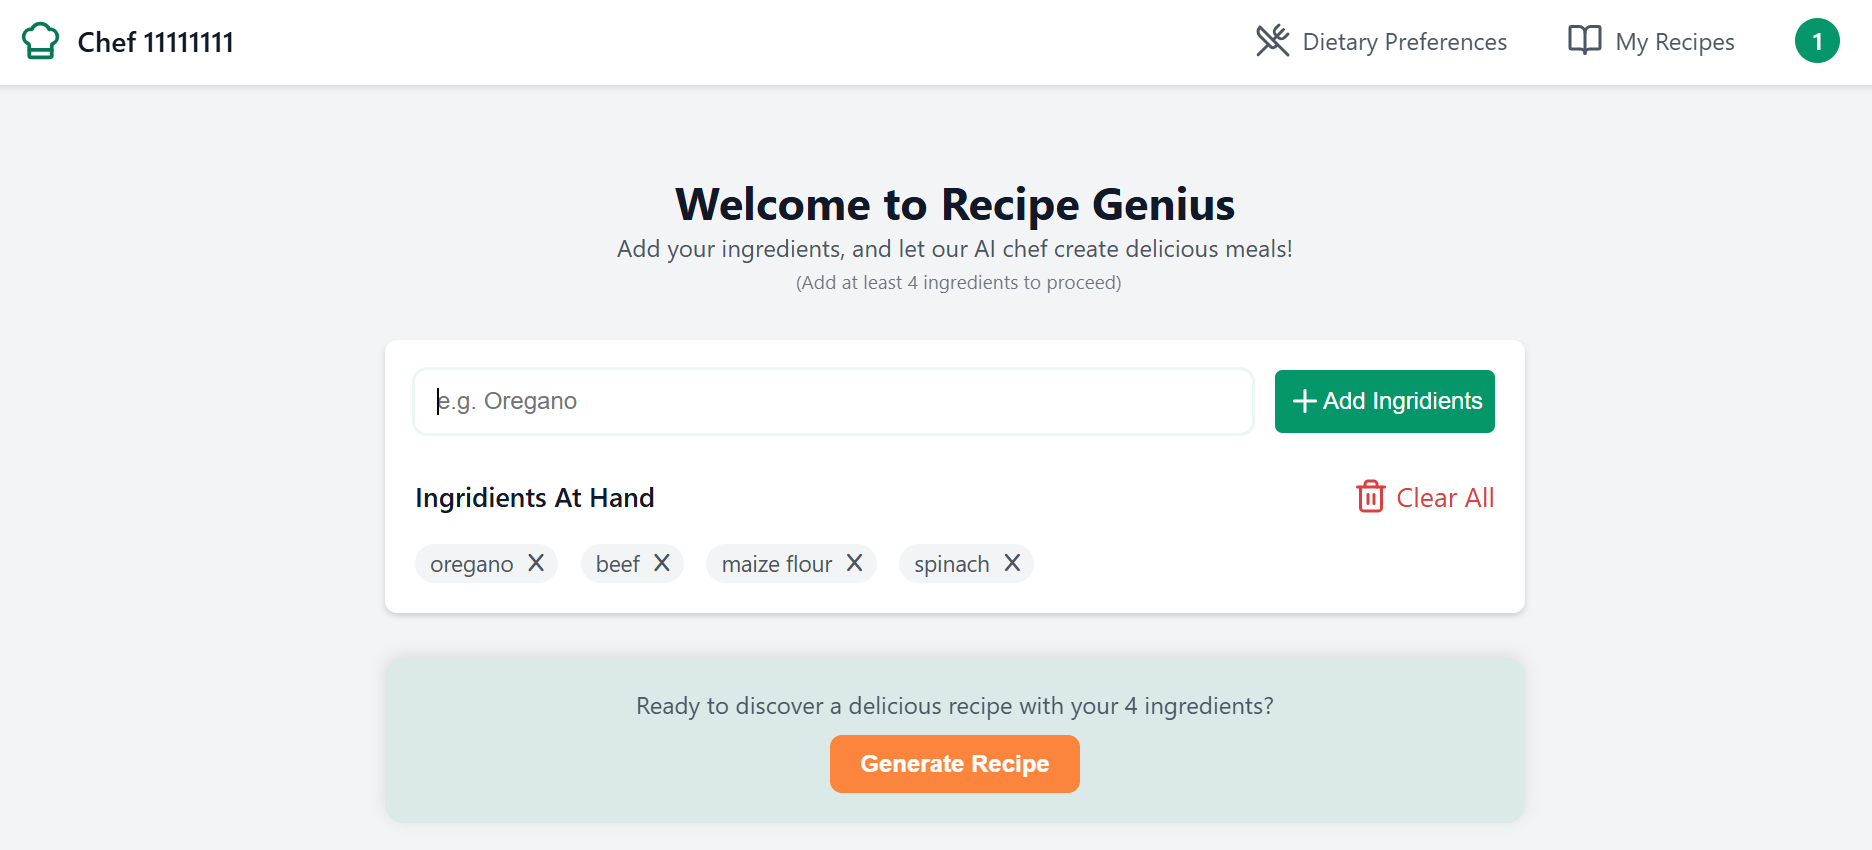 Chef 11111111
Dietary Preferences
My Recipes
1
Welcome to Recipe Genius
Add your ingredients, and let our AI chef create delicious meals!
(Add at least 4 ingredients to proceed)
e.g. Oregano
Add Ingridients
Ingridients At Hand
Clear All
oregano X beef X maize flour X spinach X
Ready to discover a delicious recipe with your 4 ingredients?
Generate Recipe